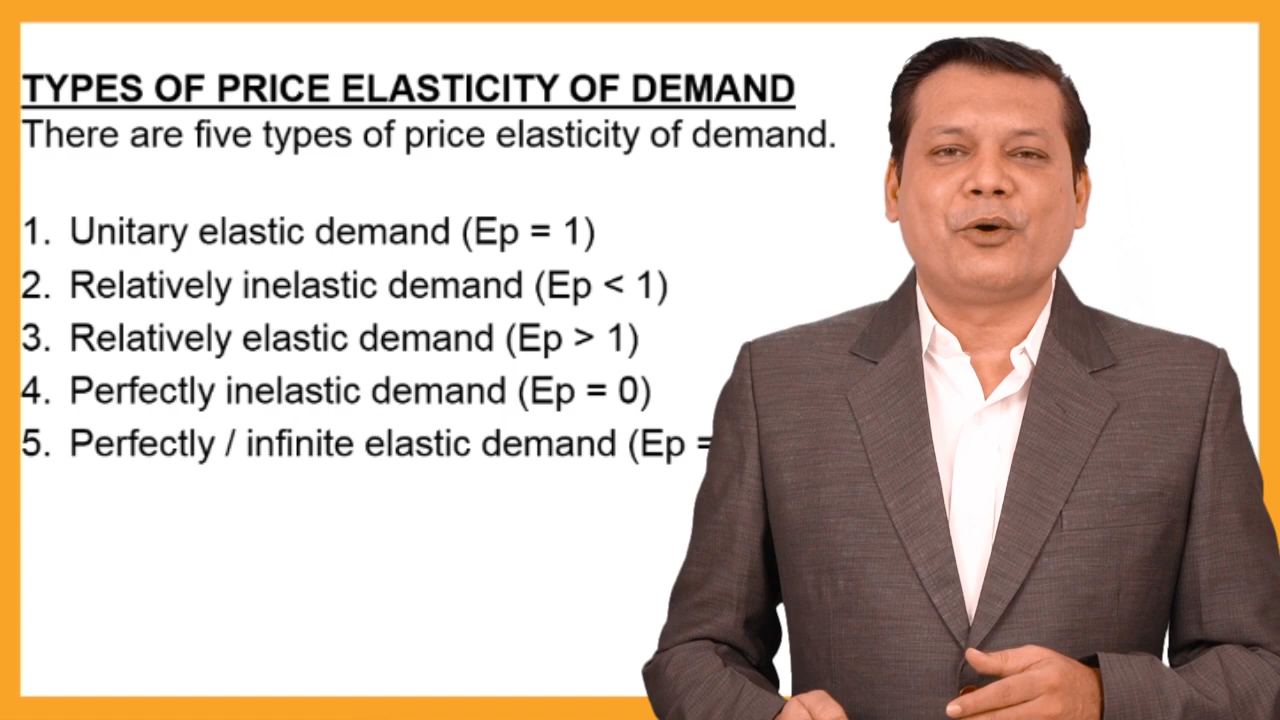 TYPES OF PRICE ELASTICITY OF DEMAND
There are five types of price elasticity of demand.
1. Unitary elastic demand (Ep = 1)
2. Relatively inelastic demand (Ep < 1)
3. Relatively elastic demand (Ep > 1)
4. Perfectly inelastic demand (Ep = 0)
5. Perfectly / infinite elastic demand (Ep =